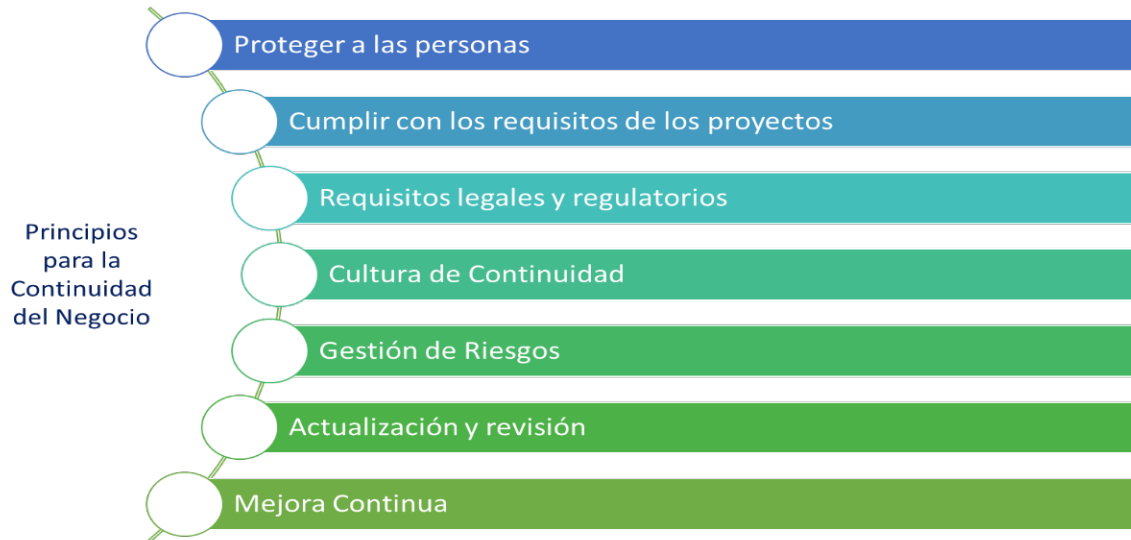 Proteger a las personas
Cumplir con los requisitos de los proyectos
Requisitos legales y regulatorios
Principios
para la
Continuidad
del Negocio
Cultura de Continuidad
Gestión de Riesgos
Actualización y revisión
Mejora Continua